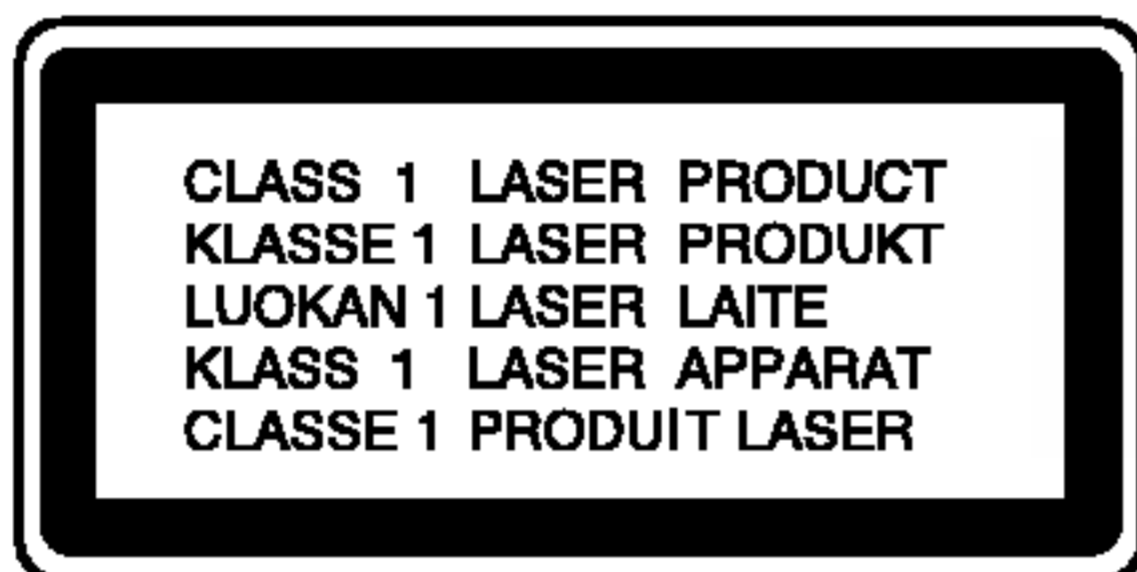 CLASS 1 LASER PRODUCT
KLASSE 1 LASER PRODUKT
LUOKAN 1 LASER LAITE
KLASS 1 LASER APPARAT
CLASSE 1 PRODUIT LASER